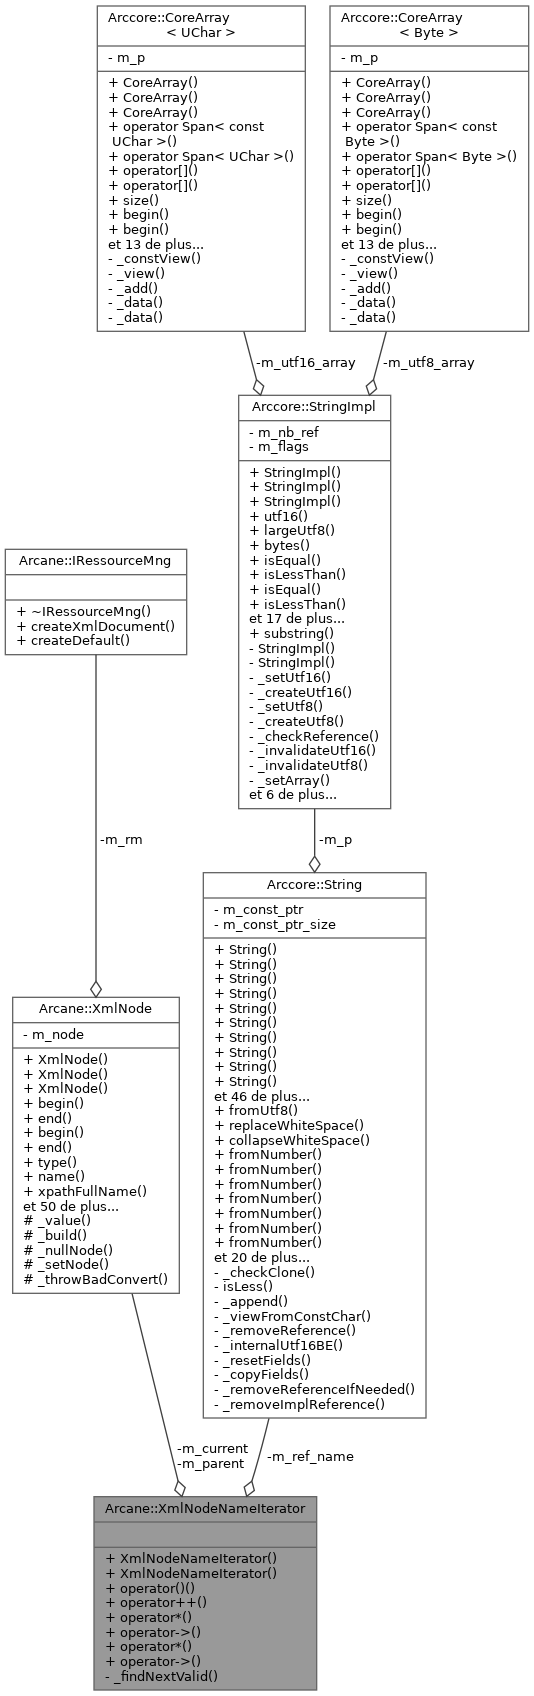 Arccore::CoreArray
< UChar >
- m_p
+ CoreArray()
+ CoreArray()
+ CoreArray()
+ operator Span< const
UChar >()
+ operator Span< UChar >()
+ operator[]()
+ operator[]()
+ size()
+ begin()
+ begin()
et 13 de plus...
- _constView()
- _view()
- _add()
- _data()
- _data()
Arccore::CoreArray
< Byte >
- m_p
+ CoreArray()
+ CoreArray()
+ CoreArray()
+ operator Span< const
Byte >()
+ operator Span< Byte >()
+ operator[]()
+ operator[]()
+ size()
+ begin()
+ begin()
et 13 de plus...
- _constView()
- _view()
- _add()
- _data()
- _data()
-m_utf16_array
-m_utf8_array
Arccore::StringImpl
- m_nb_ref
- m_flags
+ StringImpl()
+ StringImpl()
+ StringImpl()
+ utf16()
+ largeUtf8()
+ bytes()
+ isEqual()
+ isLessThan()
+ isEqual()
+ isLessThan()
et 17 de plus...
+ substring()
- StringImpl()
- StringImpl()
- _setUtf16()
- _createUtf16()
- _setUtf8()
- _createUtf8()
- _checkReference()
- _invalidateUtf16()
- _invalidateUtf8()
- _setArray()
et 6 de plus...
Arcane::IRessourceMng
+ ~IRessourceMng()
+ createXmlDocument()
+ createDefault()
-m_rm
-m_p
Arccore::String
- m_const_ptr
- m_const_ptr_size
+ String()
+ String()
+ String()
+ String()
+ String()
+ String()
+ String()
+ String()
+ String()
+ String()
et 46 de plus...
+ fromUtf8()
+ replaceWhiteSpace()
+ collapseWhiteSpace()
+ fromNumber()
+ fromNumber()
+ fromNumber()
+ fromNumber()
+ fromNumber()
+ fromNumber()
+ fromNumber()
et 20 de plus...
- _checkClone()
- isLess()
- _append()
- _viewFromConstChar()
- _removeReference()
- _internalUtf16BE()
- _resetFields()
- _copyFields()
- _removeReferenceIfNeeded()
- _removeImplReference()
Arcane::XmlNode
- m_node
+ XmlNode()
+ XmlNode()
+ XmlNode()
+ begin()
+ end()
+ begin()
+ end()
+ type()
+ name()
+ xpathFullName()
et 50 de plus...
# _value()
# _build()
# _nullNode()
# _setNode()
# _throwBadConvert()
-m_current
-m_parent
-m_ref_name
Arcane::XmlNodeNameIterator
+ XmlNodeNameIterator()
+ XmlNodeNameIterator()
+ operator()()
+ operator++()
+ operator*()
+ operator->()
+ operator*()
+ operator->()
- _findNextValid()